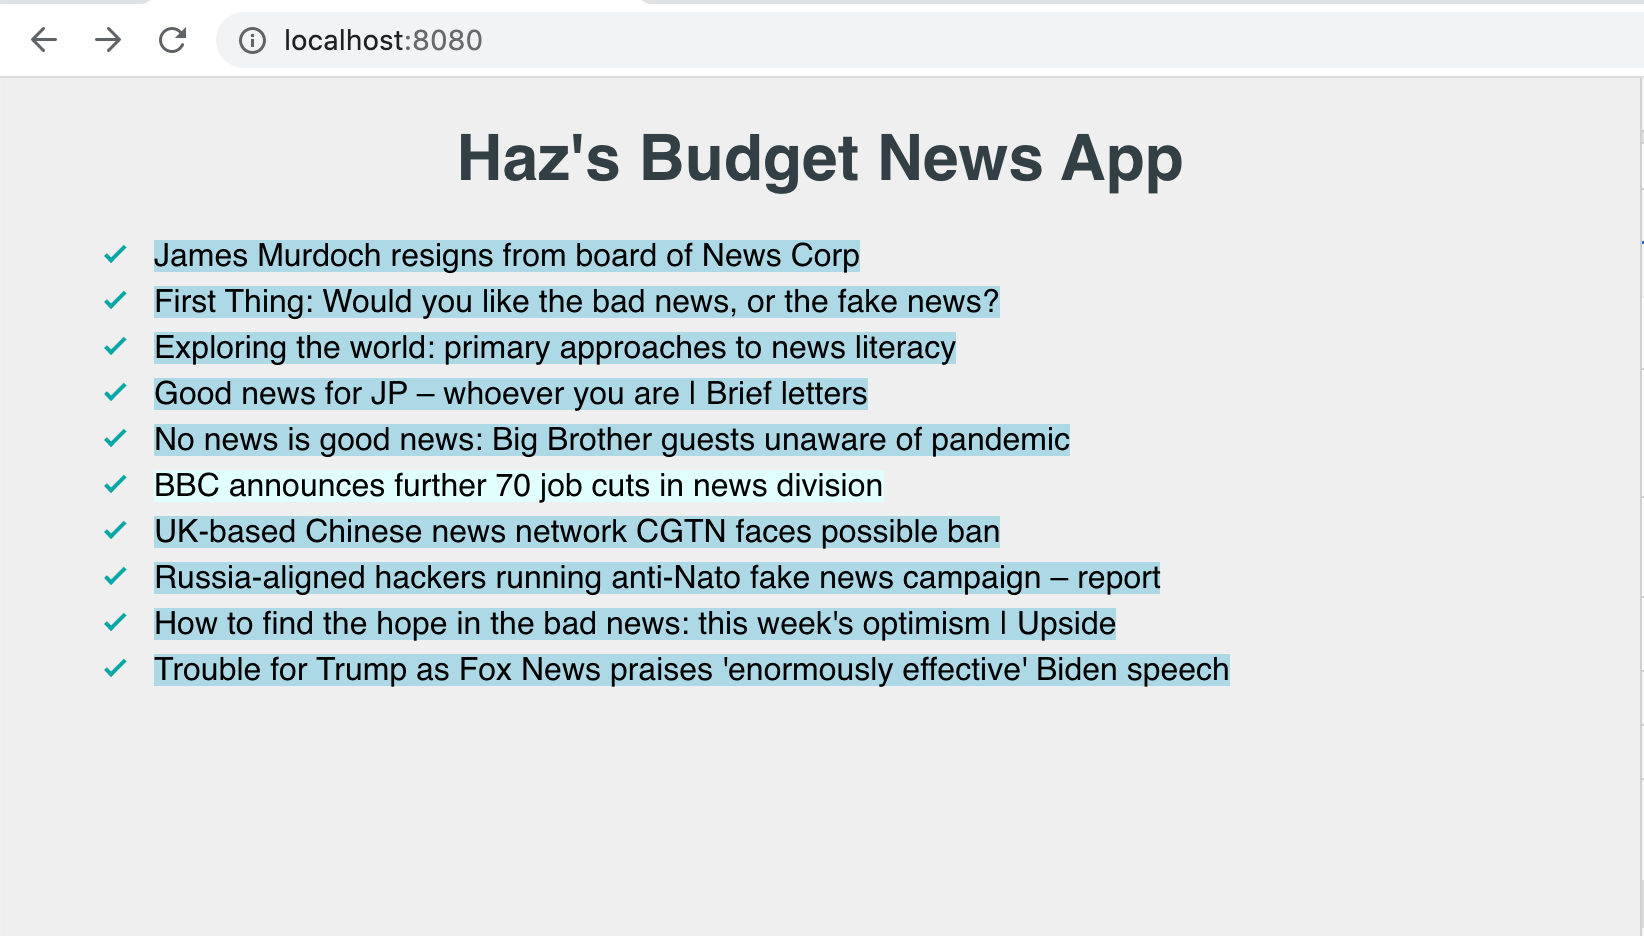 localhost:8080
Haz's Budget News App
James Murdoch resigns from board of News Corp
First Thing: Would you like the bad news, or the fake news?
Exploring the world: primary approaches to news literacy
Good news for JP – whoever you are | Brief letters
No news is good news: Big Brother guests unaware of pandemic
BBC announces further 70 job cuts in news division
UK-based Chinese news network CGTN faces possible ban
Russia-aligned hackers running anti-Nato fake news campaign – report
How to find the hope in the bad news: this week's optimism | Upside
Trouble for Trump as Fox News praises 'enormously effective' Biden speech